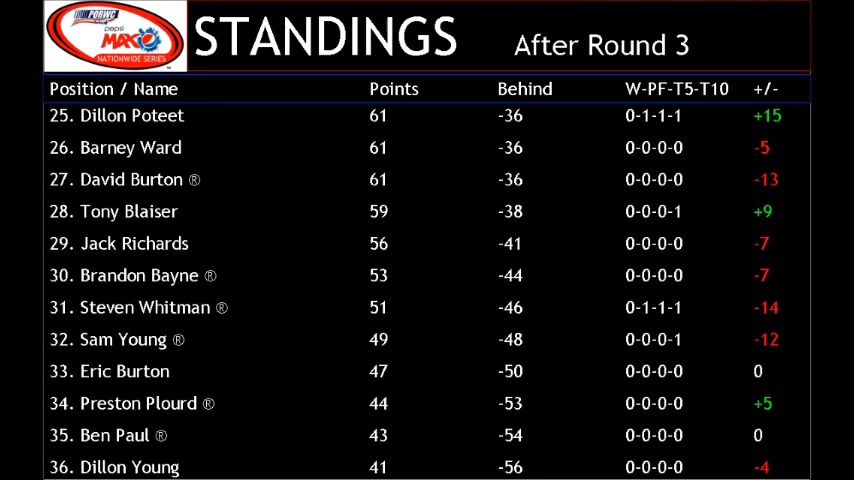 PORWC
pepsi
MAX
NATIONWIDE SERIES
STANDINGS After Round 3
Position / Name Points Behind W-PF-T5-T10 +/-
25. Dillon Poteet 61 -36 0-1-1-1 +15
26. Barney Ward 61 -36 0-0-0-0 -5
27. David Burton ® 61 -36 0-0-0-0 -13
28. Tony Blaiser 59 -38 0-0-0-1 +9
29. Jack Richards 56 -41 0-0-0-0 -7
30. Brandon Bayne ® 53 -44 0-0-0-0 -7
31. Steven Whitman ® 51 -46 0-1-1-1 -14
32. Sam Young ® 49 -48 0-0-0-1 -12
33. Eric Burton 47 -50 0-0-0-0 0
34. Preston Plourd ® 44 -53 0-0-0-0 +5
35. Ben Paul ® 43 -54 0-0-0-0 0
36. Dillon Young 41 -56 0-0-0-0 -4